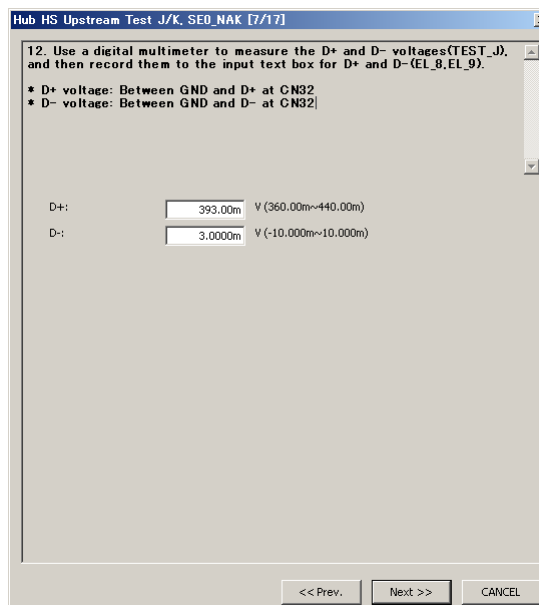 Hub HS Upstream Test J/K, SE0_NAK [7/17]
12. Use a digital multimeter to measure the D+ and D- voltages(TEST_J),
and then record them to the input text box for D+ and D-(EL_8,EL_9).
* D+ voltage: Between GND and D+ at CN32
* D- voltage: Between GND and D- at CN32
D+: 393.00m V (360.00m~440.00m)
D-: 3.0000m V (-10.000m~10.000m)
<< Prev. Next >> CANCEL